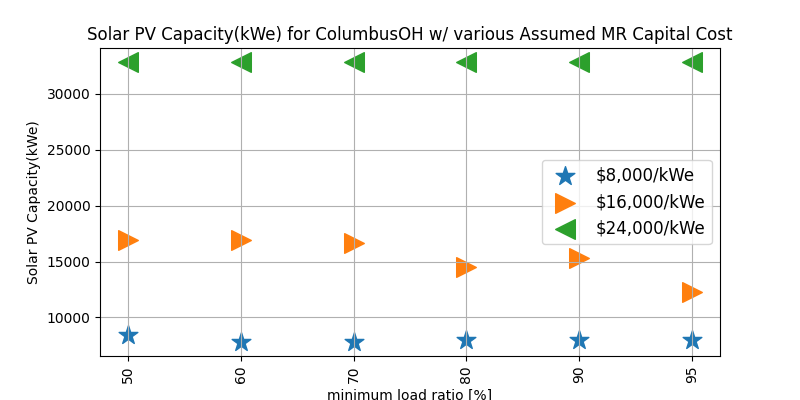 Solar PV Capacity(kWe) for ColumbusOH w/ various Assumed MR Capital Cost
Solar PV Capacity(kWe)
30000
25000
20000
15000
10000
$8,000/kWe
$16,000/kWe
$24,000/kWe
50
60
70
80
90
95
minimum load ratio [%]